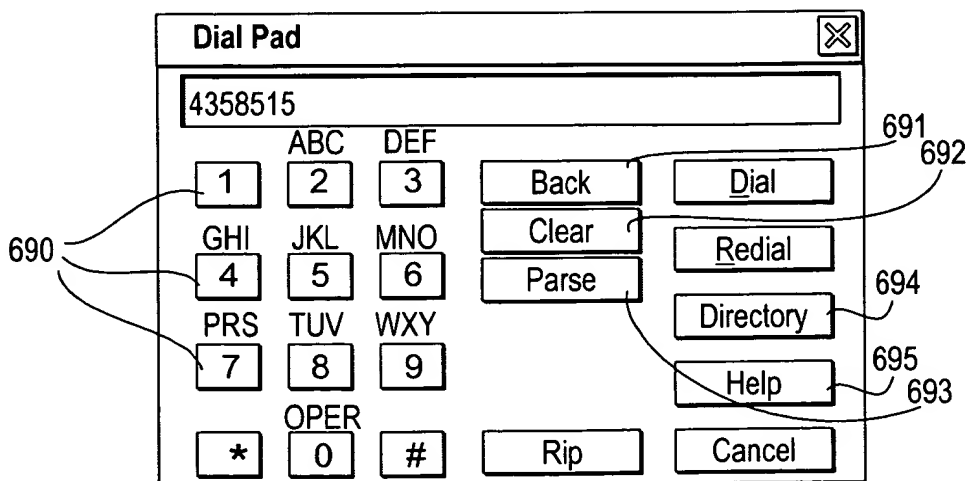 Dial Pad
4358515
ABC DEF
1 2 3 Back Dial
691
692
GHI JKL MNO Clear
690
4 5 6 Redial
Parse
694
PRS TUV WXY Directory
7 8 9
695
Help
693
OPER
* 0 # Rip Cancel